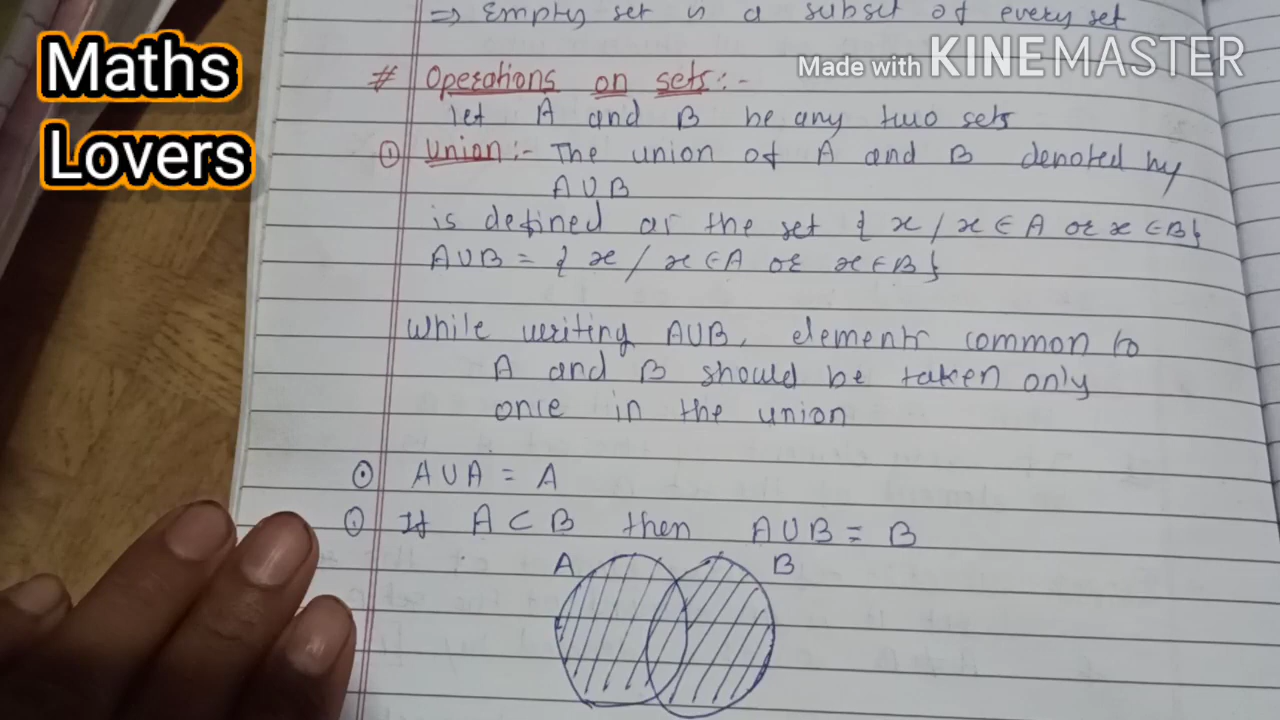 Maths
Lovers
Made with KINEMASTER
⇒ Empty set is a subset of every set
# Operations on sets:-
let A and B be any two sets
① Union:- The union of A and B denoted by
A∪B
is defined as the set { x / x ∈ A or x ∈ B}
A∪B = { x / x ∈ A or x ∈ B }
While writing A∪B, elements common to
A and B should be taken only
once in the union
⊙ A∪A = A
⊙ If A ⊂ B then A∪B = B
A B